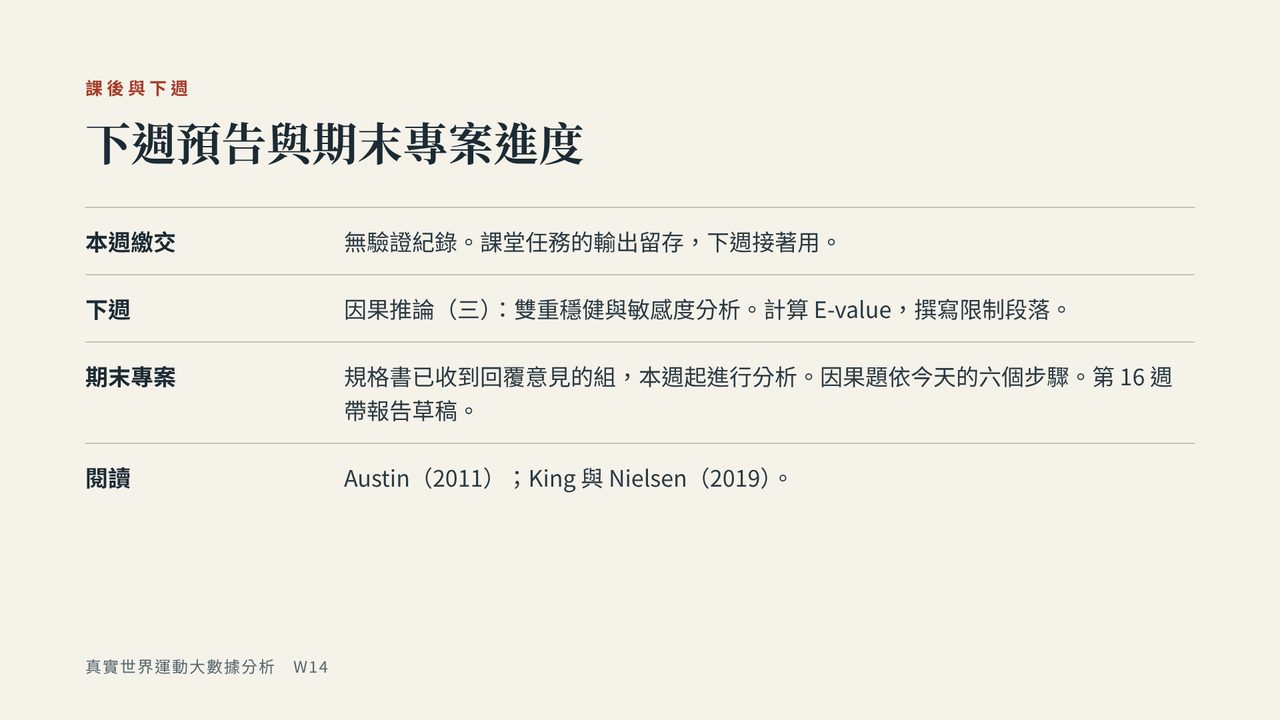 課後與下週
下週預告與期末專案進度
本週繳交
無驗證紀錄。課堂任務的輸出留存，下週接著用。
下週
因果推論（三）：雙重穩健與敏感度分析。計算 E-value，撰寫限制段落。
期末專案
規格書已收到回覆意見的組，本週起進行分析。因果題依今天的六個步驟。第 16 週
帶報告草稿。
閱讀
Austin（2011）；King 與 Nielsen（2019）。
真實世界運動大數據分析 W14